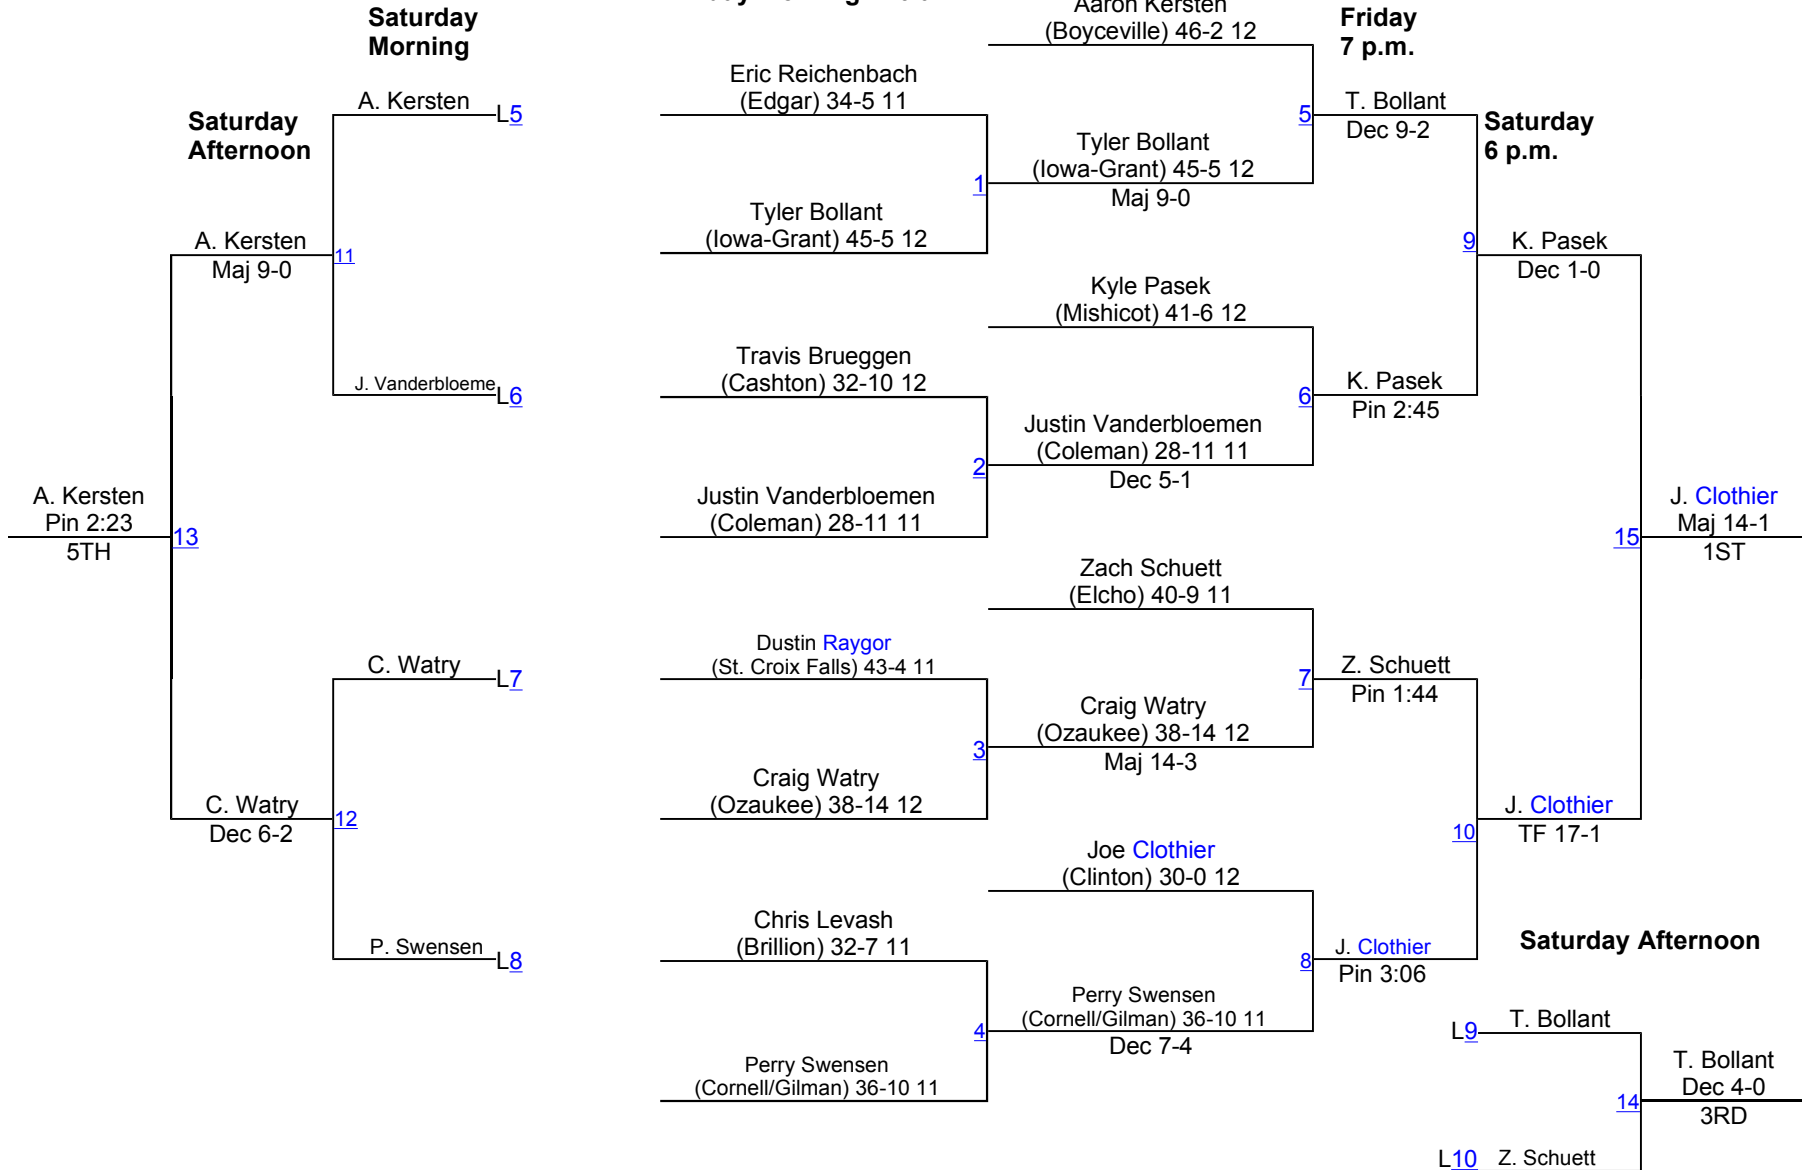 Saturday
Morning
Aaron Kersten
(Boyceville) 46-2 12
Friday
7 p.m.
Eric Reichenbach
(Edgar) 34-5 11
A. Kersten
L5
Saturday
Afternoon
5
T. Bollant
Dec 9-2
Saturday
6 p.m.
Tyler Bollant
(Iowa-Grant) 45-5 12
Maj 9-0
1
Tyler Bollant
(Iowa-Grant) 45-5 12
A. Kersten
Maj 9-0
11
9
K. Pasek
Dec 1-0
Kyle Pasek
(Mishicot) 41-6 12
Travis Brueggen
(Cashton) 32-10 12
J. Vanderbloeme
L6
6
K. Pasek
Pin 2:45
Justin Vanderbloemen
(Coleman) 28-11 11
Dec 5-1
2
Justin Vanderbloemen
(Coleman) 28-11 11
A. Kersten
Pin 2:23
5TH
13
15
J. Clothier
Maj 14-1
1ST
Zach Schuett
(Elcho) 40-9 11
Dustin Raygor
(St. Croix Falls) 43-4 11
C. Watry
L7
7
Z. Schuett
Pin 1:44
Craig Watry
(Ozaukee) 38-14 12
Maj 14-3
3
Craig Watry
(Ozaukee) 38-14 12
C. Watry
Dec 6-2
12
10
J. Clothier
TF 17-1
Joe Clothier
(Clinton) 30-0 12
Chris Levash
(Brillion) 32-7 11
P. Swensen
L8
8
J. Clothier
Pin 3:06
Saturday Afternoon
Perry Swensen
(Cornell/Gilman) 36-10 11
Dec 7-4
4
Perry Swensen
(Cornell/Gilman) 36-10 11
L9
T. Bollant
14
T. Bollant
Dec 4-0
3RD
L10
Z. Schuett